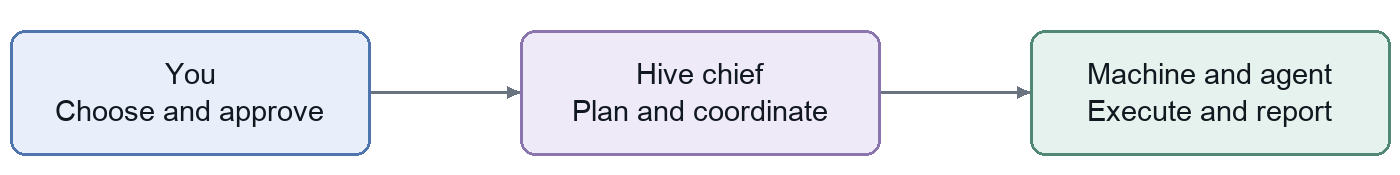 You
Choose and approve
Hive chief
Plan and coordinate
Machine and agent
Execute and report